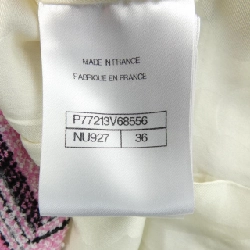 MADE IN FRANCE
FABRIQUE EN FRANCE
P77213V68556
NU927 36